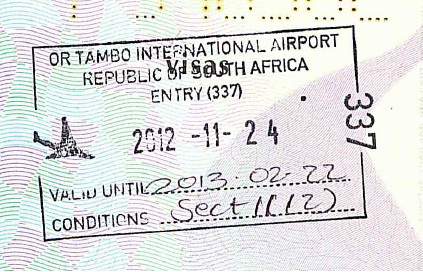 OR TAMBO INTERNATIONAL AIRPORT
Visas
REPUBLIC OF SOUTH AFRICA
ENTRY (337)
2012 -11- 24
337
VALID UNTIL 2013-02-22
CONDITIONS Sect 11(2)